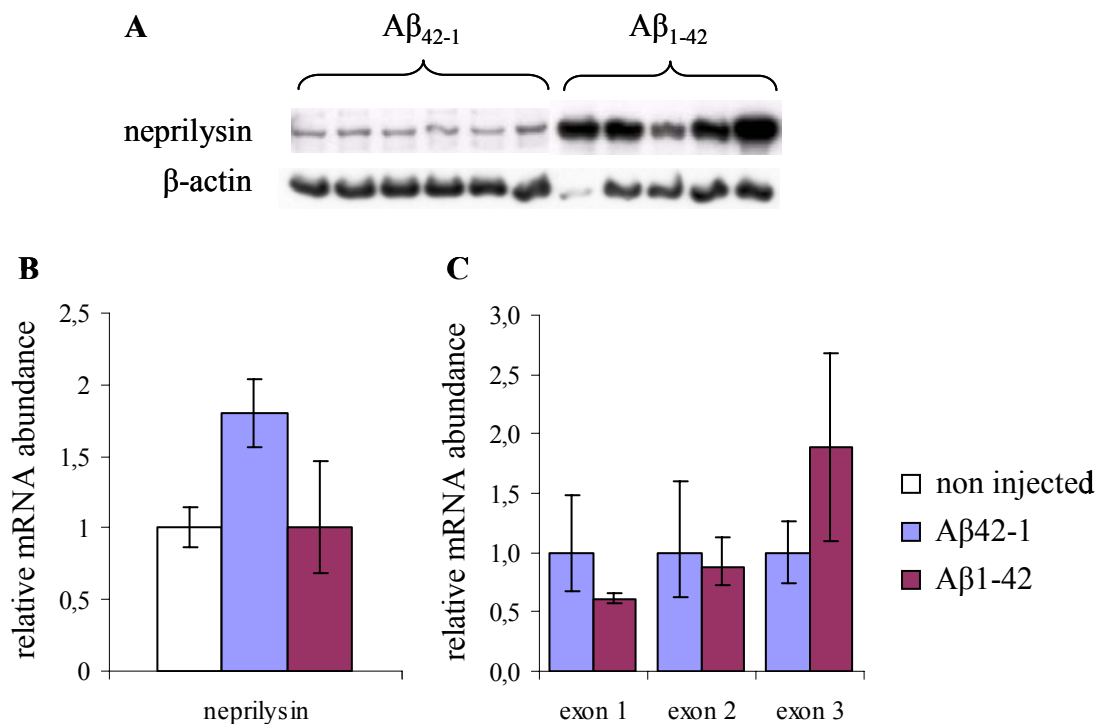 A
Aβ42-1 Aβ1-42
neprilysin
β-actin
B
relative mRNA abundance
2,5
2
1,5
1
0,5
0
neprilysin
C
relative mRNA abundance
3,0
2,5
2,0
1,5
1,0
0,5
0,0
exon 1 exon 2 exon 3
non injected
Aβ42-1
Aβ1-42